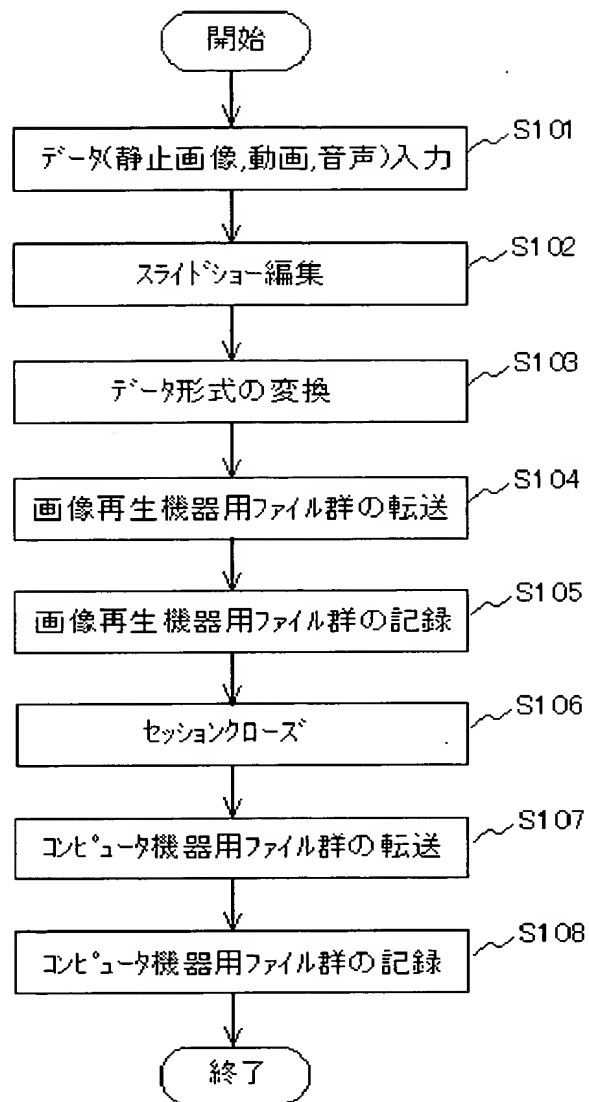 開始
S101
データ(静止画像,動画,音声)入力
S102
スライドショー編集
S103
データ形式の変換
S104
画像再生機器用ファイル群の転送
S105
画像再生機器用ファイル群の記録
S106
セッションクローズ
S107
コンピュータ機器用ファイル群の転送
S108
コンピュータ機器用ファイル群の記録
終了